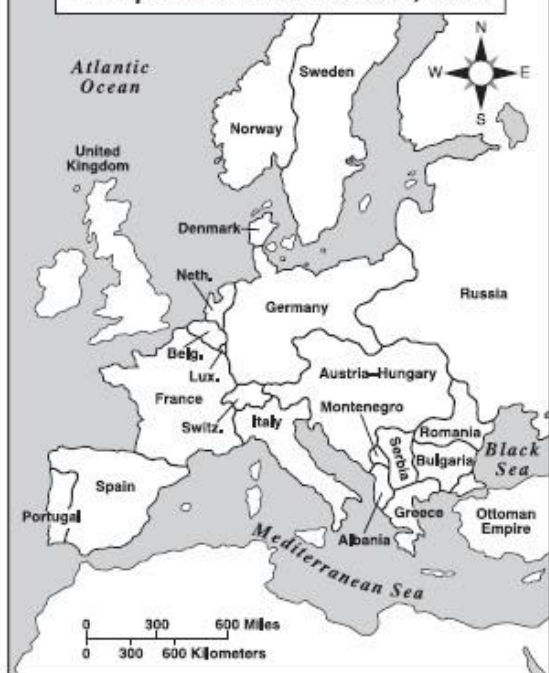 Atlantic
Ocean
N
W
E
S
Sweden
Norway
United
Kingdom
Denmark
Neth.
Germany
Russia
Belg.
Lux.
Austria-Hungary
France
Montenegro
Switz.
Italy
Romania
Serbia
Bulgaria
Black
Sea
Spain
Portugal
Greece
Ottoman
Empire
Albania
Mediterranean Sea
0 300 600 Miles
0 300 600 Kilometers